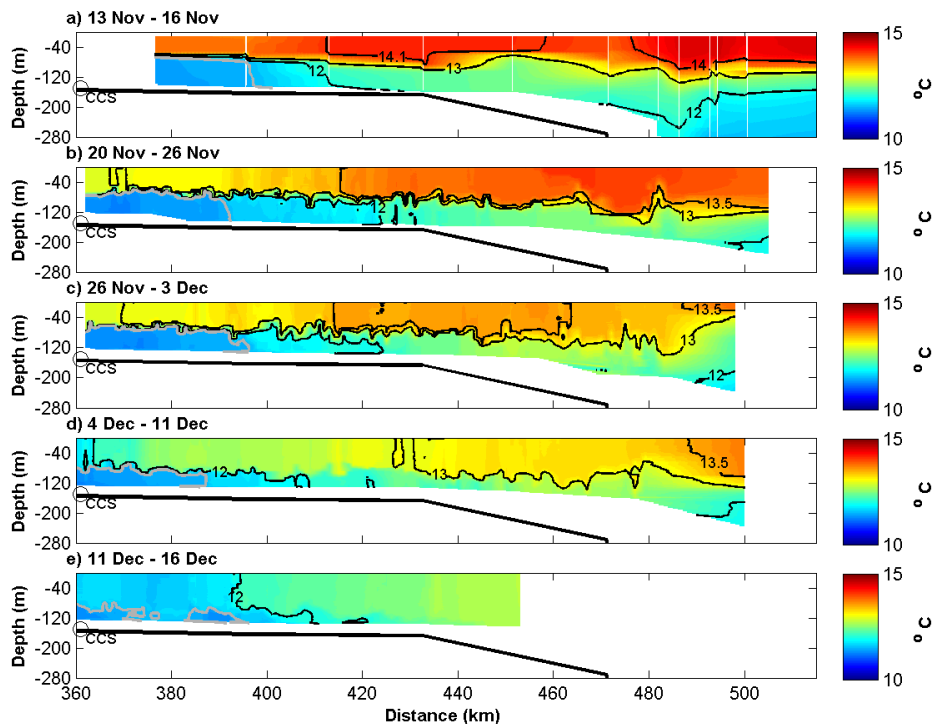 a) 13 Nov - 16 Nov
-40
-120
-200
-280
Depth (m)
CCS
12
14.1
13
14
12
15
10
°C
b) 20 Nov - 26 Nov
-40
-120
-200
-280
Depth (m)
CCS
12
13.5
13
15
10
°C
c) 26 Nov - 3 Dec
-40
-120
-200
-280
Depth (m)
CCS
13.5
13
12
15
10
°C
d) 4 Dec - 11 Dec
-40
-120
-200
-280
Depth (m)
CCS
12
13
13.5
15
10
°C
e) 11 Dec - 16 Dec
-40
-120
-200
-280
Depth (m)
CCS
12
15
10
°C
360 380 400 420 440 460 480 500
Distance (km)